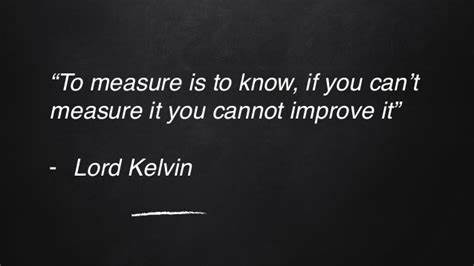 “To measure is to know, if you can’t
measure it you cannot improve it”
- Lord Kelvin